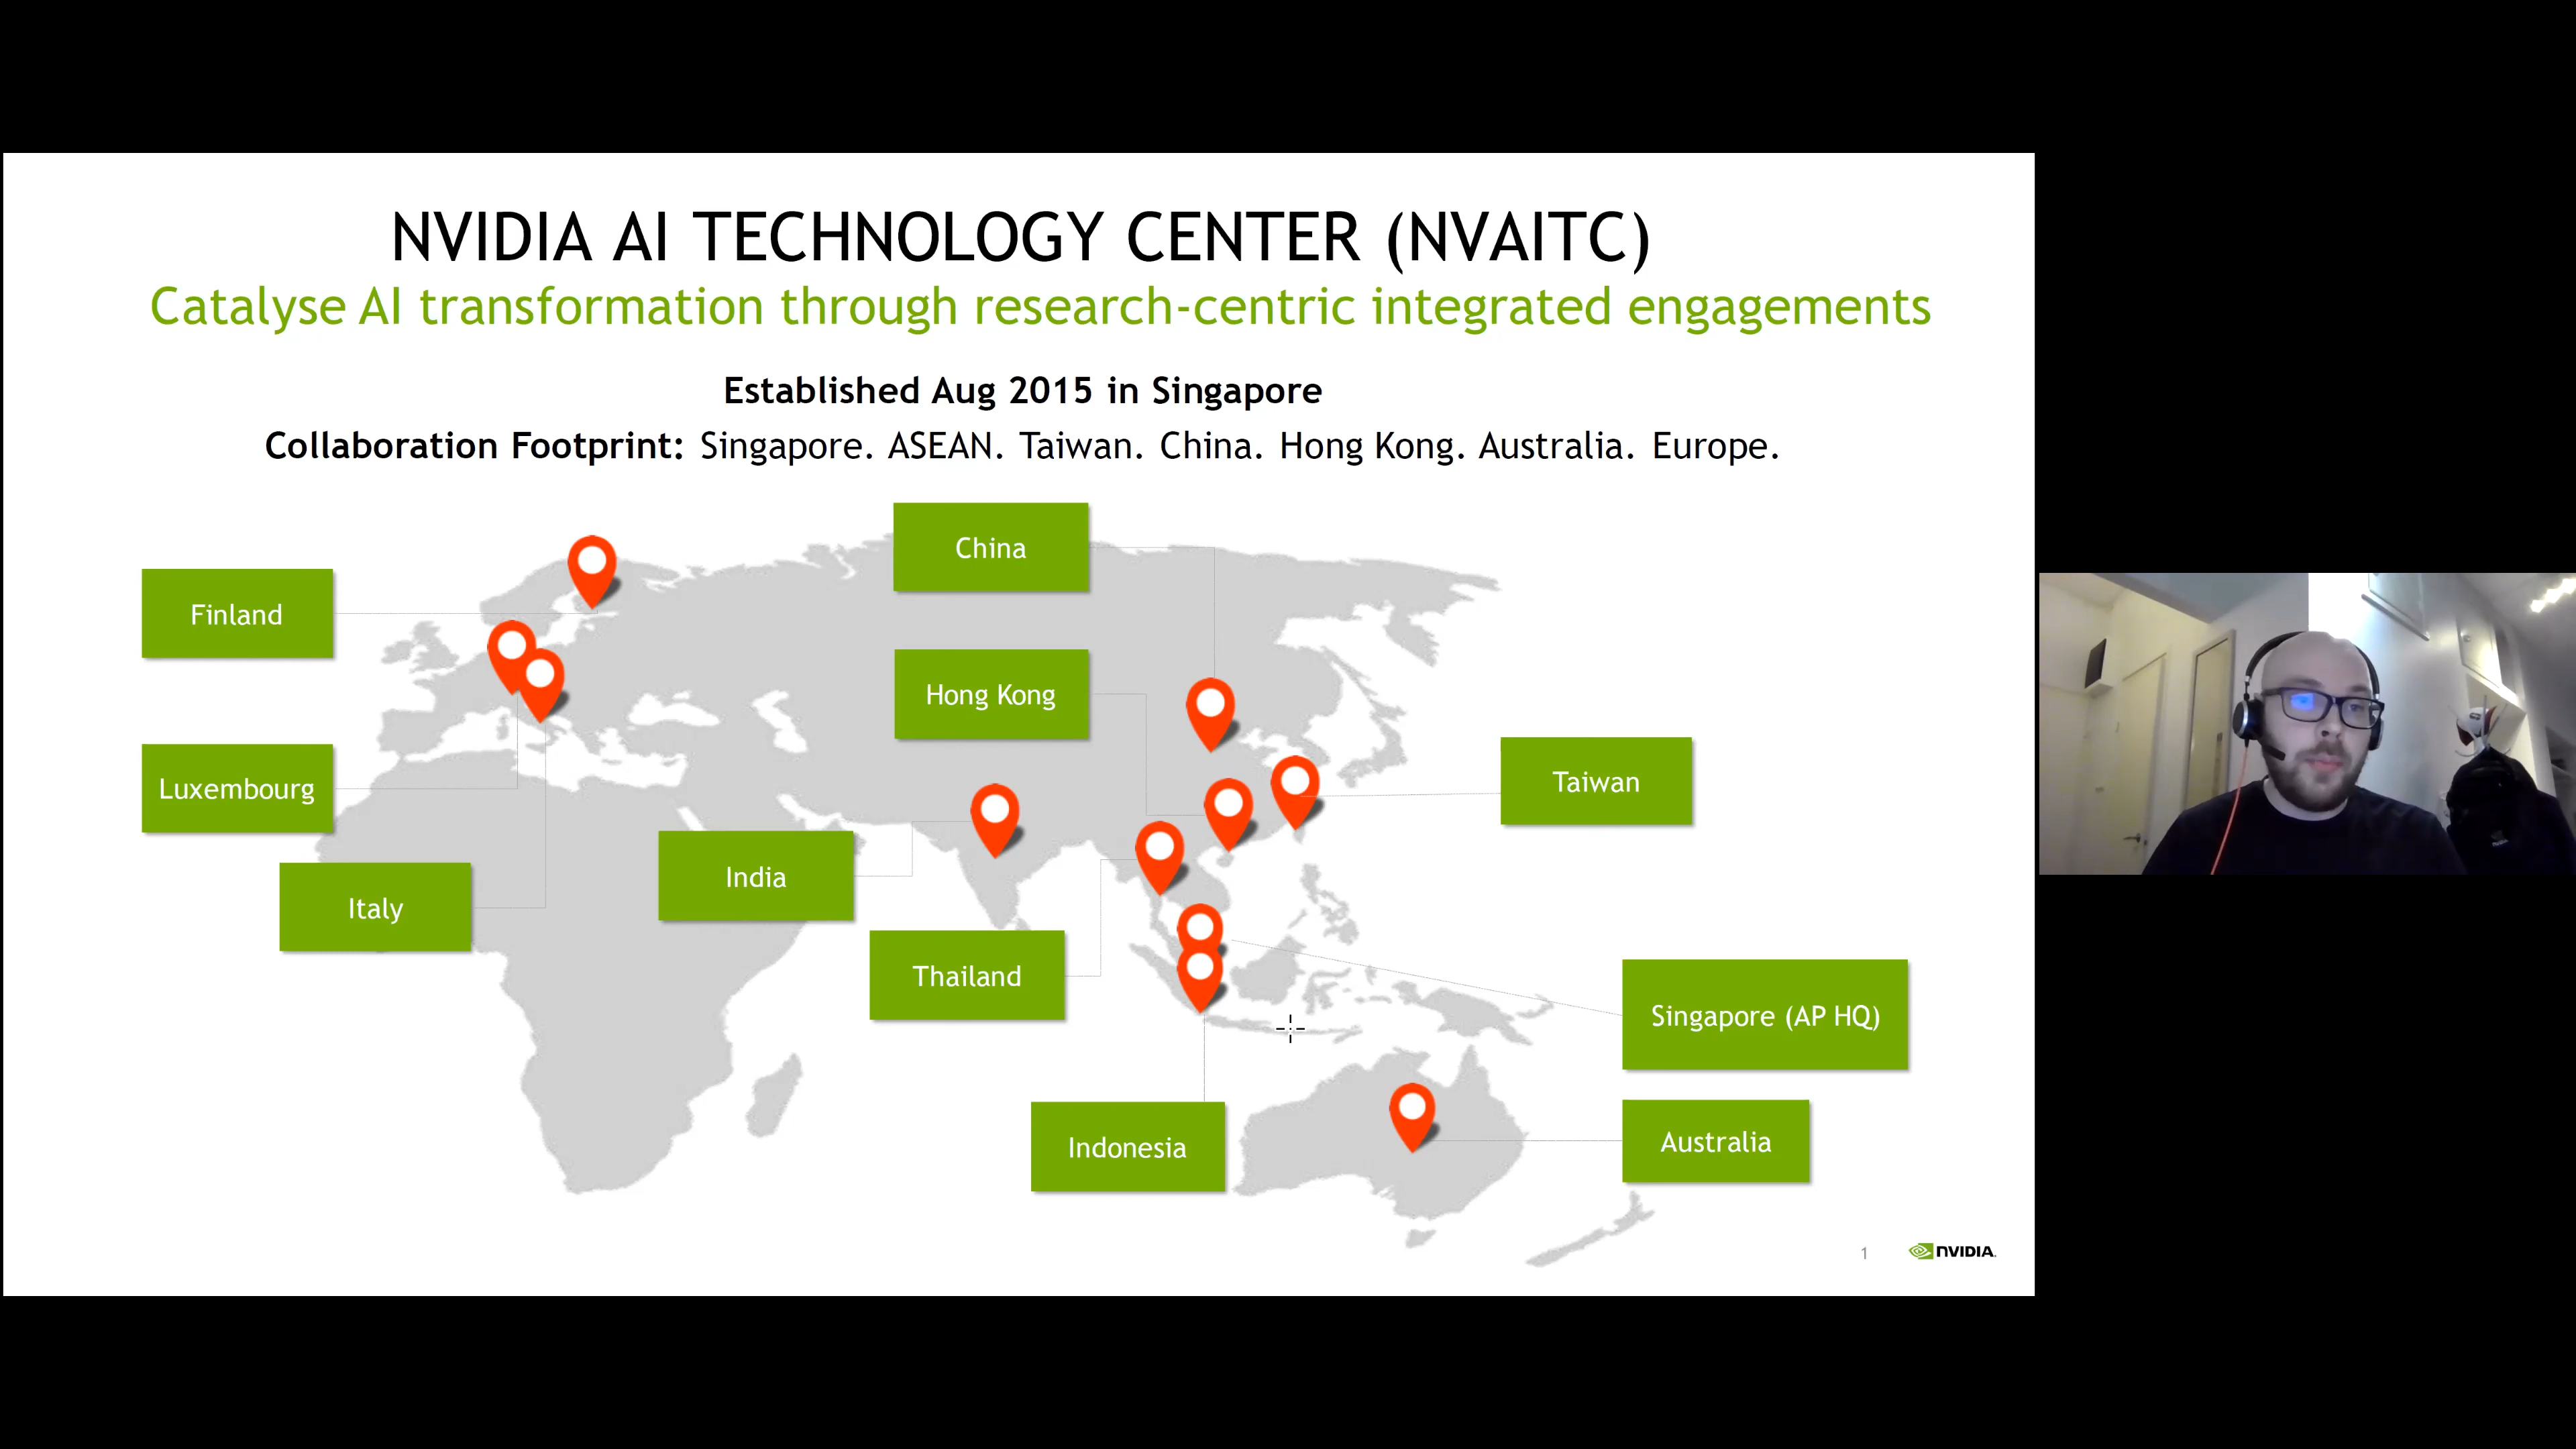 NVIDIA AI TECHNOLOGY CENTER (NVAITC)
Catalyse AI transformation through research-centric integrated engagements
Established Aug 2015 in Singapore
Collaboration Footprint: Singapore. ASEAN. Taiwan. China. Hong Kong. Australia. Europe.
China
Finland
Hong Kong
Luxembourg
Taiwan
India
Italy
Thailand
Singapore (AP HQ)
Indonesia
Australia
1
NVIDIA.